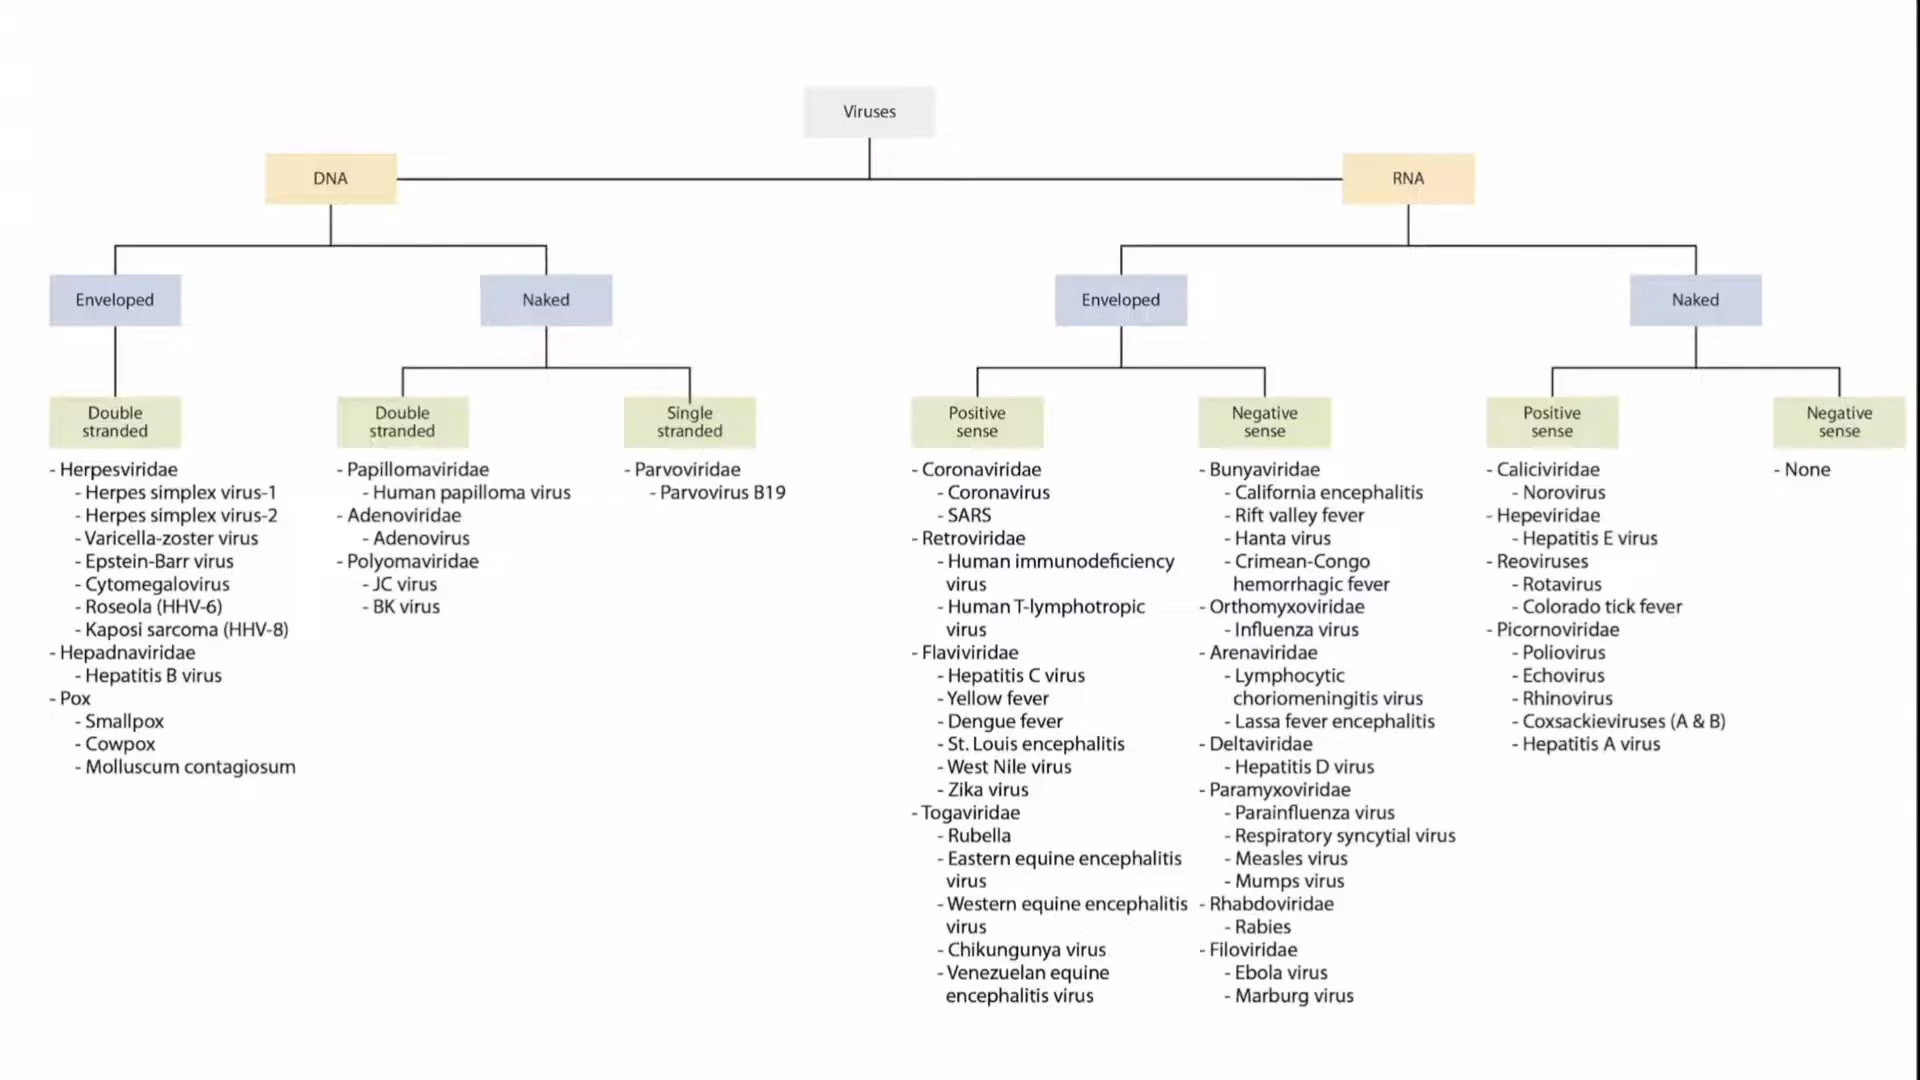 Viruses
DNA
RNA
Enveloped
Naked
Enveloped
Naked
Double
stranded
- Herpesviridae
- Herpes simplex virus-1
- Herpes simplex virus-2
- Varicella-zoster virus
- Epstein-Barr virus
- Cytomegalovirus
- Roseola (HHV-6)
- Kaposi sarcoma (HHV-8)
- Hepadnaviridae
- Hepatitis B virus
- Pox
- Smallpox
- Cowpox
- Molluscum contagiosum
Double
stranded
- Papillomaviridae
- Human papilloma virus
- Adenoviridae
- Adenovirus
- Polyomaviridae
- JC virus
- BK virus
Single
stranded
- Parvoviridae
- Parvovirus B19
Positive
sense
- Coronaviridae
- Coronavirus
- SARS
- Retroviridae
- Human immunodeficiency
virus
- Human T-lymphotropic
virus
- Flaviviridae
- Hepatitis C virus
- Yellow fever
- Dengue fever
- St. Louis encephalitis
- West Nile virus
- Zika virus
- Togaviridae
- Rubella
- Eastern equine encephalitis
virus
- Western equine encephalitis
virus
- Chikungunya virus
- Venezuelan equine
encephalitis virus
Negative
sense
- Bunyaviridae
- California encephalitis
- Rift valley fever
- Hanta virus
- Crimean-Congo
hemorrhagic fever
- Orthomyxoviridae
- Influenza virus
- Arenaviridae
- Lymphocytic
choriomeningitis virus
- Lassa fever encephalitis
- Deltaviridae
- Hepatitis D virus
- Paramyxoviridae
- Parainfluenza virus
- Respiratory syncytial virus
- Measles virus
- Mumps virus
- Rhabdoviridae
- Rabies
- Filoviridae
- Ebola virus
- Marburg virus
Positive
sense
- Caliciviridae
- Norovirus
- Hepeviridae
- Hepatitis E virus
- Reoviruses
- Rotavirus
- Colorado tick fever
- Picornoviridae
- Poliovirus
- Echovirus
- Rhinovirus
- Coxsackieviruses (A & B)
- Hepatitis A virus
Negative
sense
- None